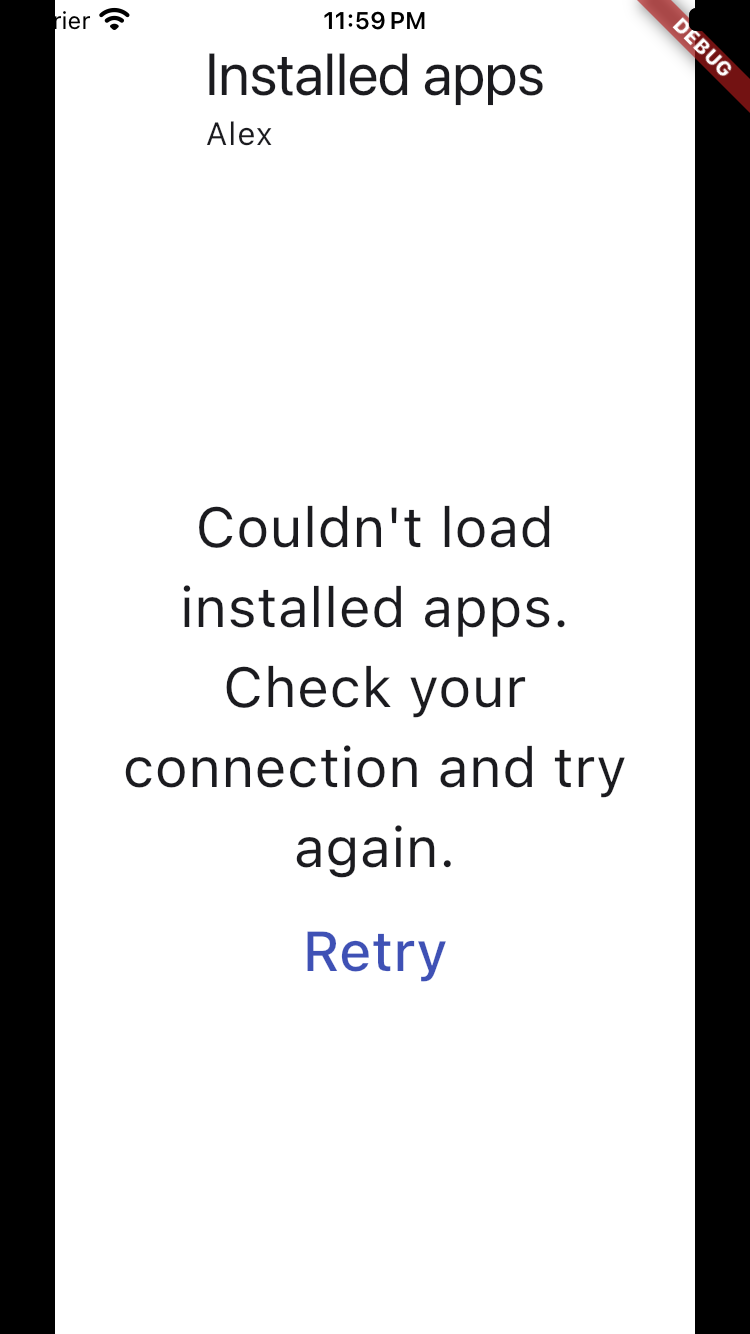 rier 11:59 PM
DEBUG
Installed apps
Alex
Couldn't load
installed apps.
Check your
connection and try
again.
Retry